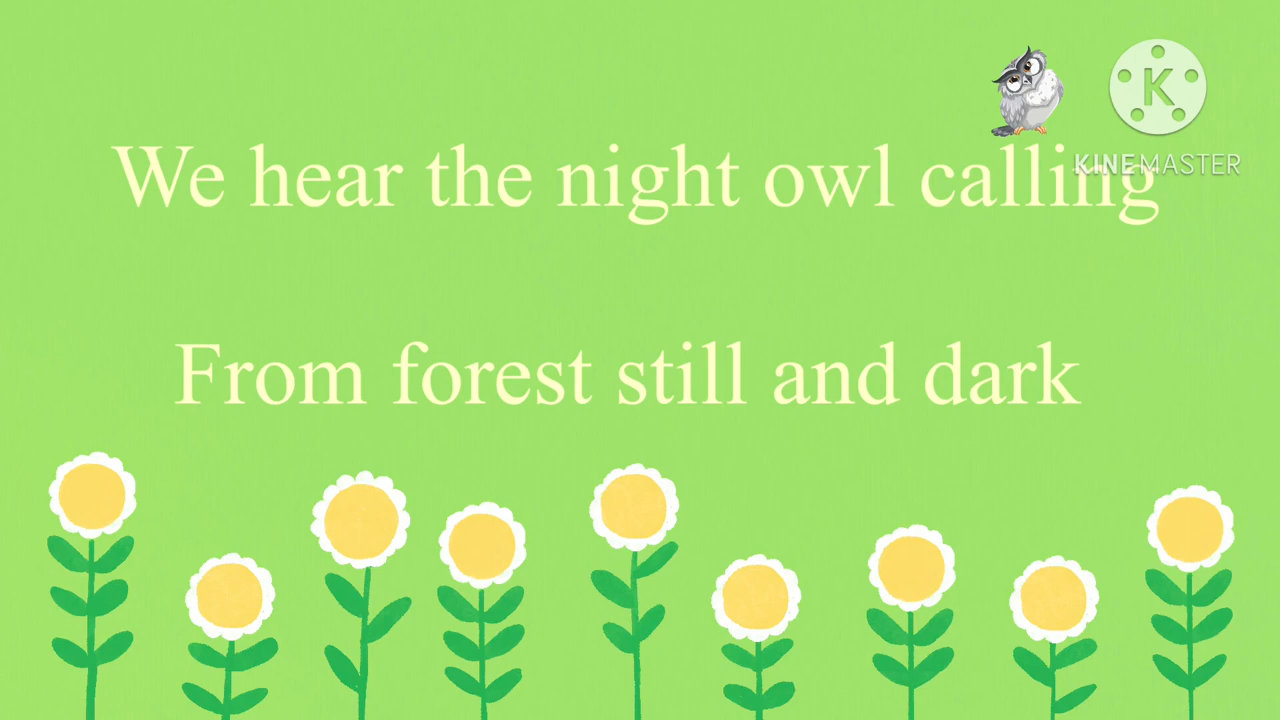 K
KINEMASTER
We hear the night owl calling
From forest still and dark